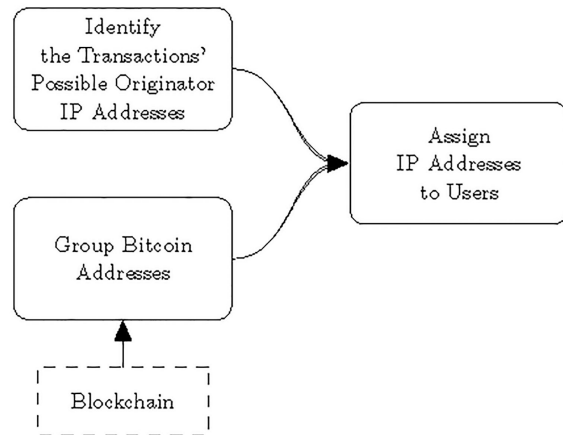 Identify
the Transactions'
Possible Originator
IP Addresses
Assign
IP Addresses
to Users
Group Bitcoin
Addresses
Blockchain